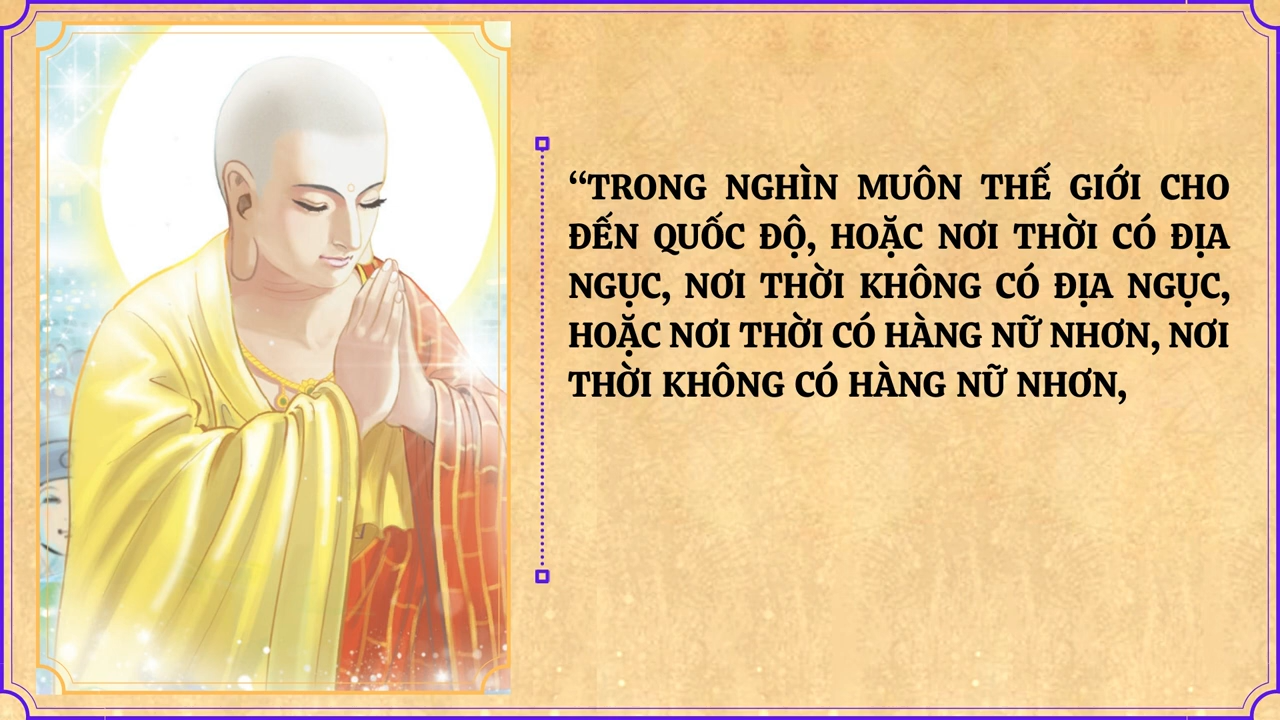 “TRONG NGHÌN MUÔN THẾ GIỚI CHO
ĐẾN QUỐC ĐỘ, HOẶC NƠI THỜI CÓ ĐỊA
NGỤC, NƠI THỜI KHÔNG CÓ ĐỊA NGỤC,
HOẶC NƠI THỜI CÓ HÀNG NỮ NHƠN, NƠI
THỜI KHÔNG CÓ HÀNG NỮ NHƠN,